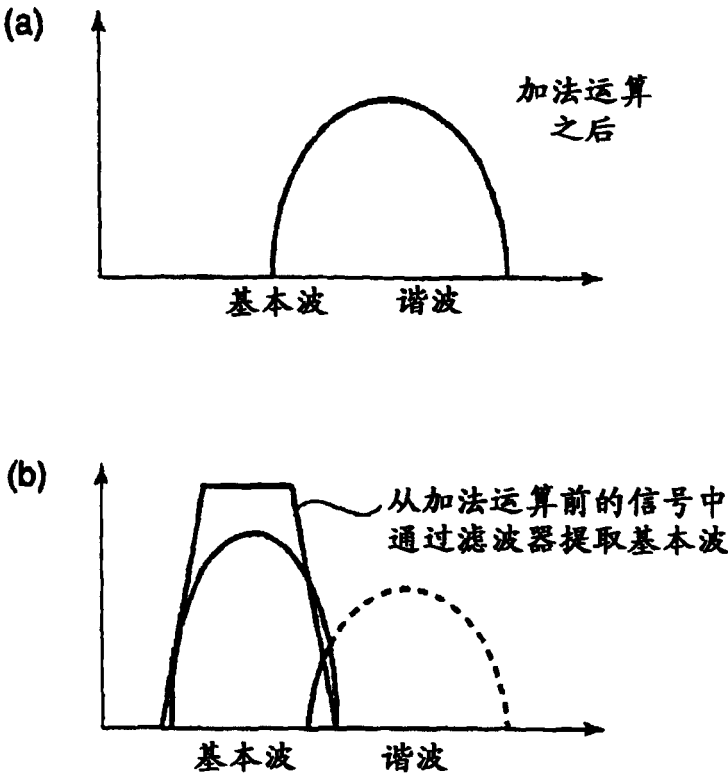 (a)
加法运算
之后
基本波 谐波
(b)
从加法运算前的信号中
通过滤波器提取基本波
基本波 谐波